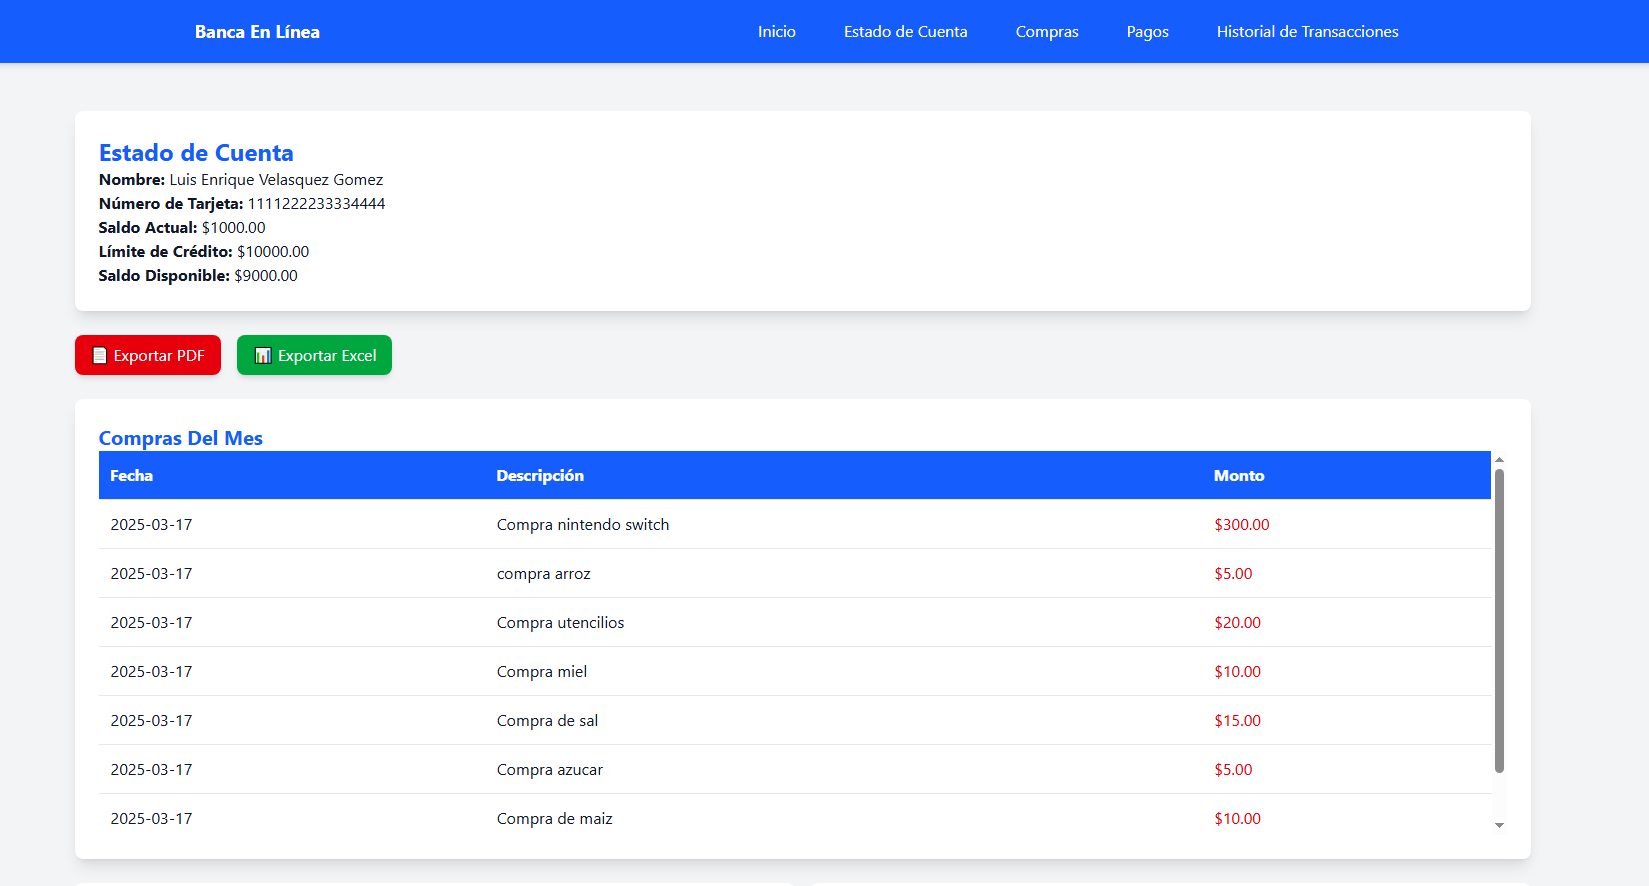 Banca En Línea Inicio Estado de Cuenta Compras Pagos Historial de Transacciones
Estado de Cuenta
Nombre: Luis Enrique Velasquez Gomez
Número de Tarjeta: 1111222233334444
Saldo Actual: $1000.00
Límite de Crédito: $10000.00
Saldo Disponible: $9000.00
Exportar PDF Exportar Excel
Compras Del Mes
Fecha Descripción Monto
2025-03-17 Compra nintendo switch $300.00
2025-03-17 compra arroz $5.00
2025-03-17 Compra utencilios $20.00
2025-03-17 Compra miel $10.00
2025-03-17 Compra de sal $15.00
2025-03-17 Compra azucar $5.00
2025-03-17 Compra de maiz $10.00